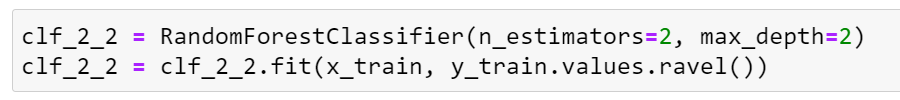 clf_2_2 = RandomForestClassifier(n_estimators=2, max_depth=2)
clf_2_2 = clf_2_2.fit(x_train, y_train.values.ravel())